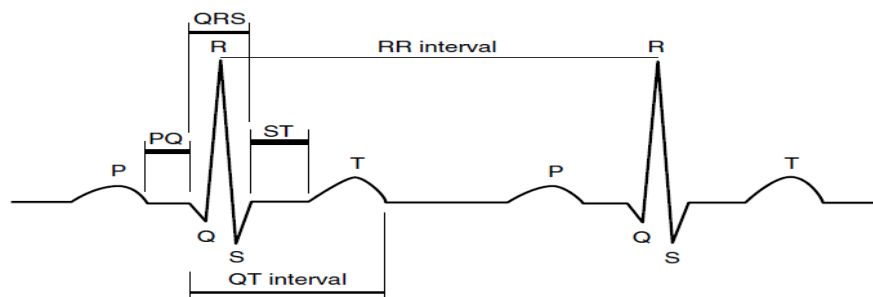 QRS
R RR interval R
PQ ST
P T P T
Q Q
S S
QT interval